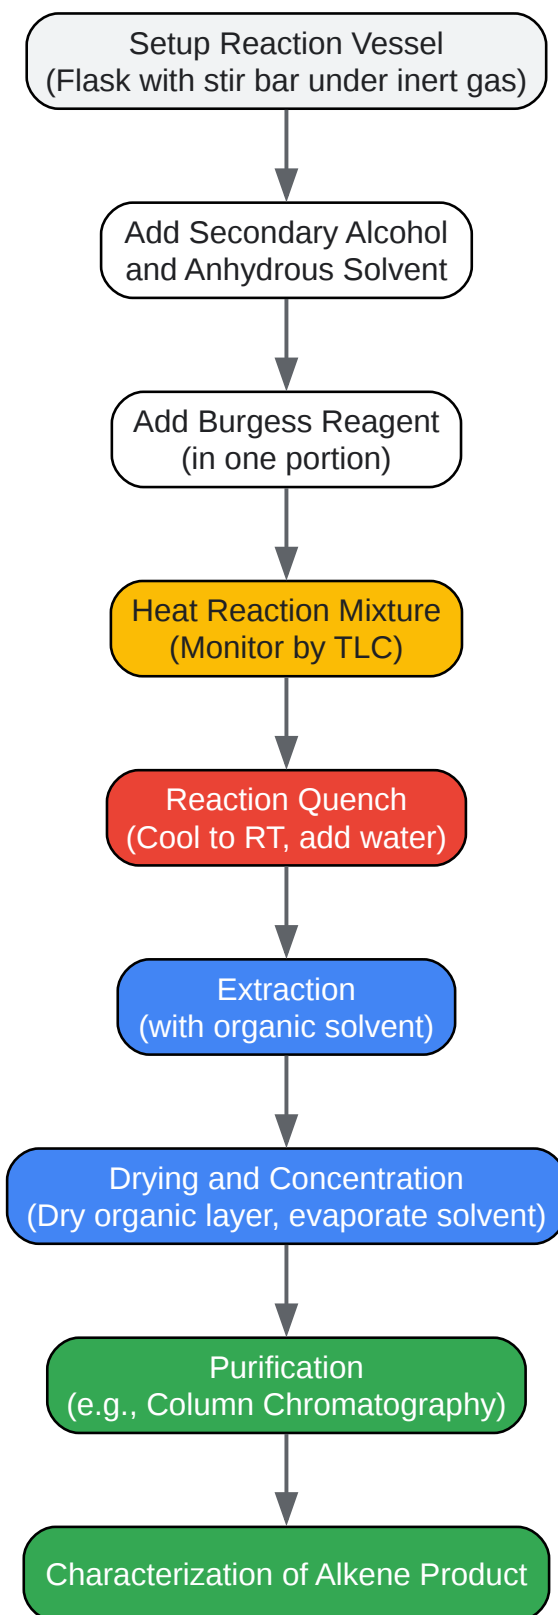 Setup Reaction Vessel
(Flask with stir bar under inert gas)
Add Secondary Alcohol
and Anhydrous Solvent
Add Burgess Reagent
(in one portion)
Heat Reaction Mixture
(Monitor by TLC)
Reaction Quench
(Cool to RT, add water)
Extraction
(with organic solvent)
Drying and Concentration
(Dry organic layer, evaporate solvent)
Purification
(e.g., Column Chromatography)
Characterization of Alkene Product